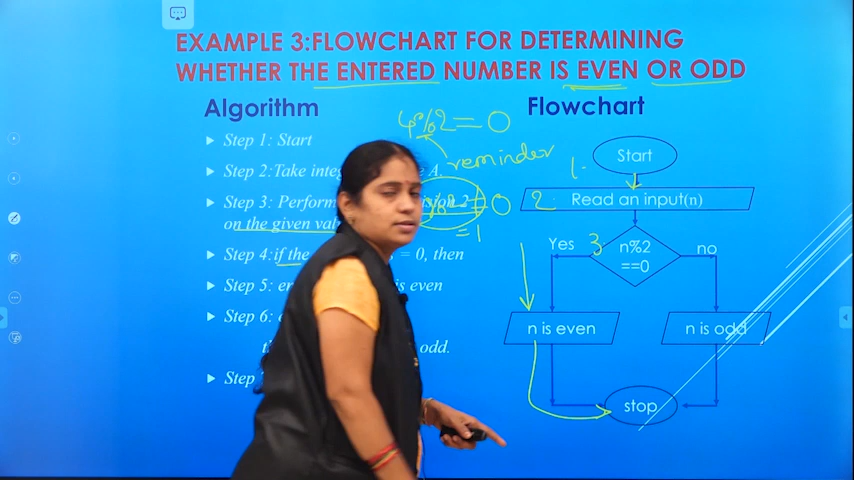 EXAMPLE 3:FLOWCHART FOR DETERMINING
WHETHER THE ENTERED NUMBER IS EVEN OR ODD
Algorithm
Step 1: Start
Step 2:Take
A.
Step 3: Perform
2
on the given
Step 4:if the
= 0, then
Step 5:
is even
Step 6:
odd.
Step
%2=0
reminder
=0
=1
Flowchart
1.
Start
2.
Read an input(n)
3.
Yes
n%2
==0
no
n is even
n is odd
stop